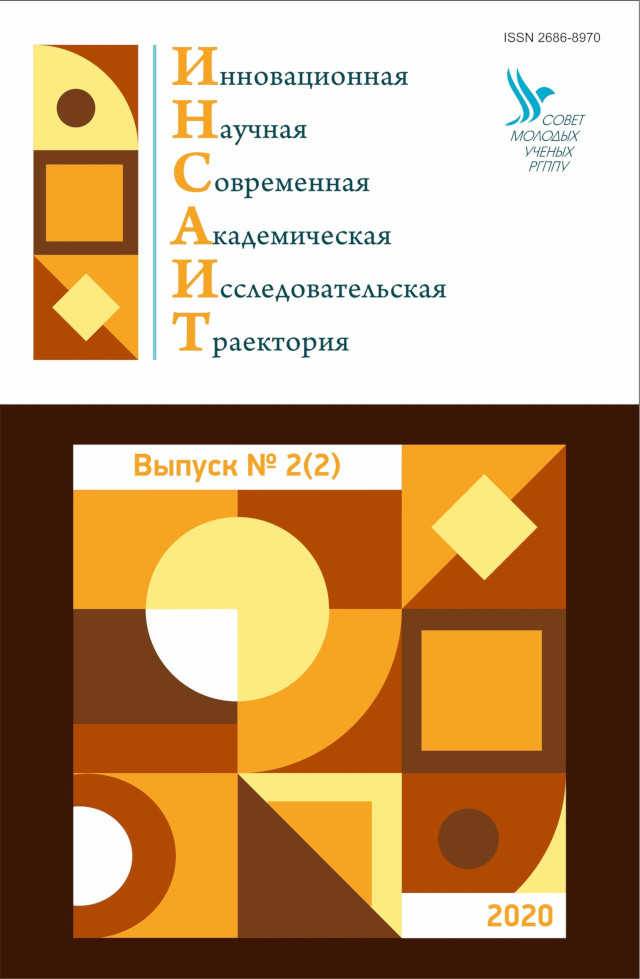 ISSN 2686-8970
Инновационная
Научная
Современная
Академическая
Исследовательская
Траектория
СОВЕТ
МОЛОДЫХ
УЧЕНЫХ
РГППУ
Выпуск № 2(2)
2020